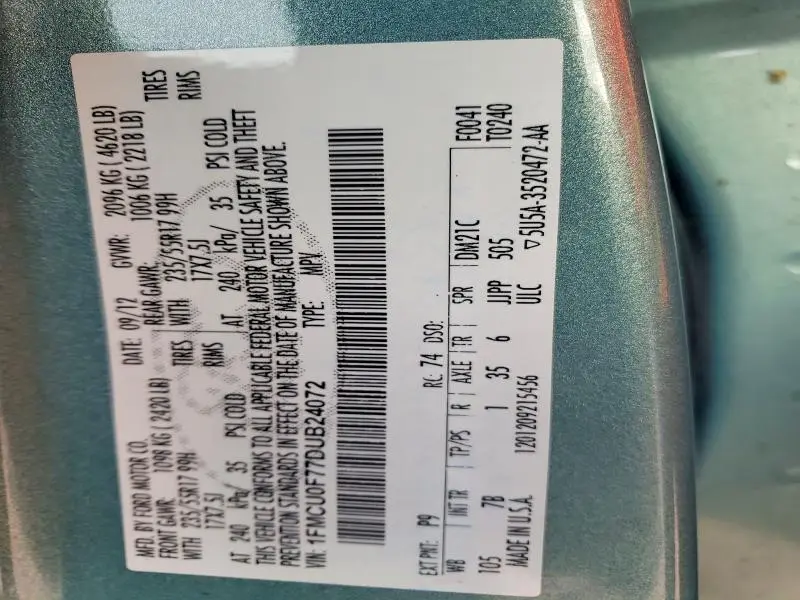 MFD. BY FORD MOTOR CO.
DATE: 09/12 GVWR: 2096 KG ( 4620 LB)
FRONT GAWR: 1098 KG ( 2420 LB) REAR GAWR: 1006 KG ( 2218 LB)
WITH 235/55R17 99H TIRES WITH 235/55R17 99H TIRES
17X7.5J RIMS 17X7.5J RIMS
AT 240 kPa/ 35 PSI COLD AT 240 kPa/ 35 PSI COLD
THIS VEHICLE CONFORMS TO ALL APPLICABLE FEDERAL MOTOR VEHICLE SAFETY AND THEFT
PREVENTION STANDARDS IN EFFECT ON THE DATE OF MANUFACTURE SHOWN ABOVE.
VIN: 1FMCU0F77DUB24072 TYPE: MPV
EXT PNT: P9 RC: 74 DSO: F0041
WB INT TR TP/PS R AXLE TR SPR DM21C T0240
105 7B 1 35 6 JJPP 505
MADE IN U.S.A. 1201209215456 ULC ▽5U5A-3520472-AA